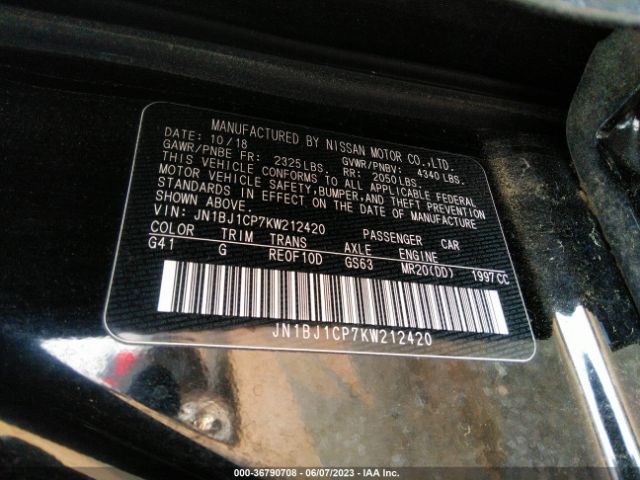 MANUFACTURED BY NISSAN MOTOR CO.,LTD.
DATE: 10/18 GVWR/PNBV: 4340 LBS.
GAWR/PNBE FR: 2325 LBS. RR: 2050 LBS.
THIS VEHICLE CONFORMS TO ALL APPLICABLE FEDERAL
MOTOR VEHICLE SAFETY,BUMPER,AND THEFT PREVENTION
STANDARDS IN EFFECT ON THE DATE OF MANUFACTURE
SHOWN ABOVE.
VIN: JN1BJ1CP7KW212420 PASSENGER CAR
COLOR TRIM TRANS AXLE ENGINE
G41 G RE0F10D GS63 MR20(DD) 1997CC
JN1BJ1CP7KW212420
000-36790708 - 06/07/2023 - IAA Inc.